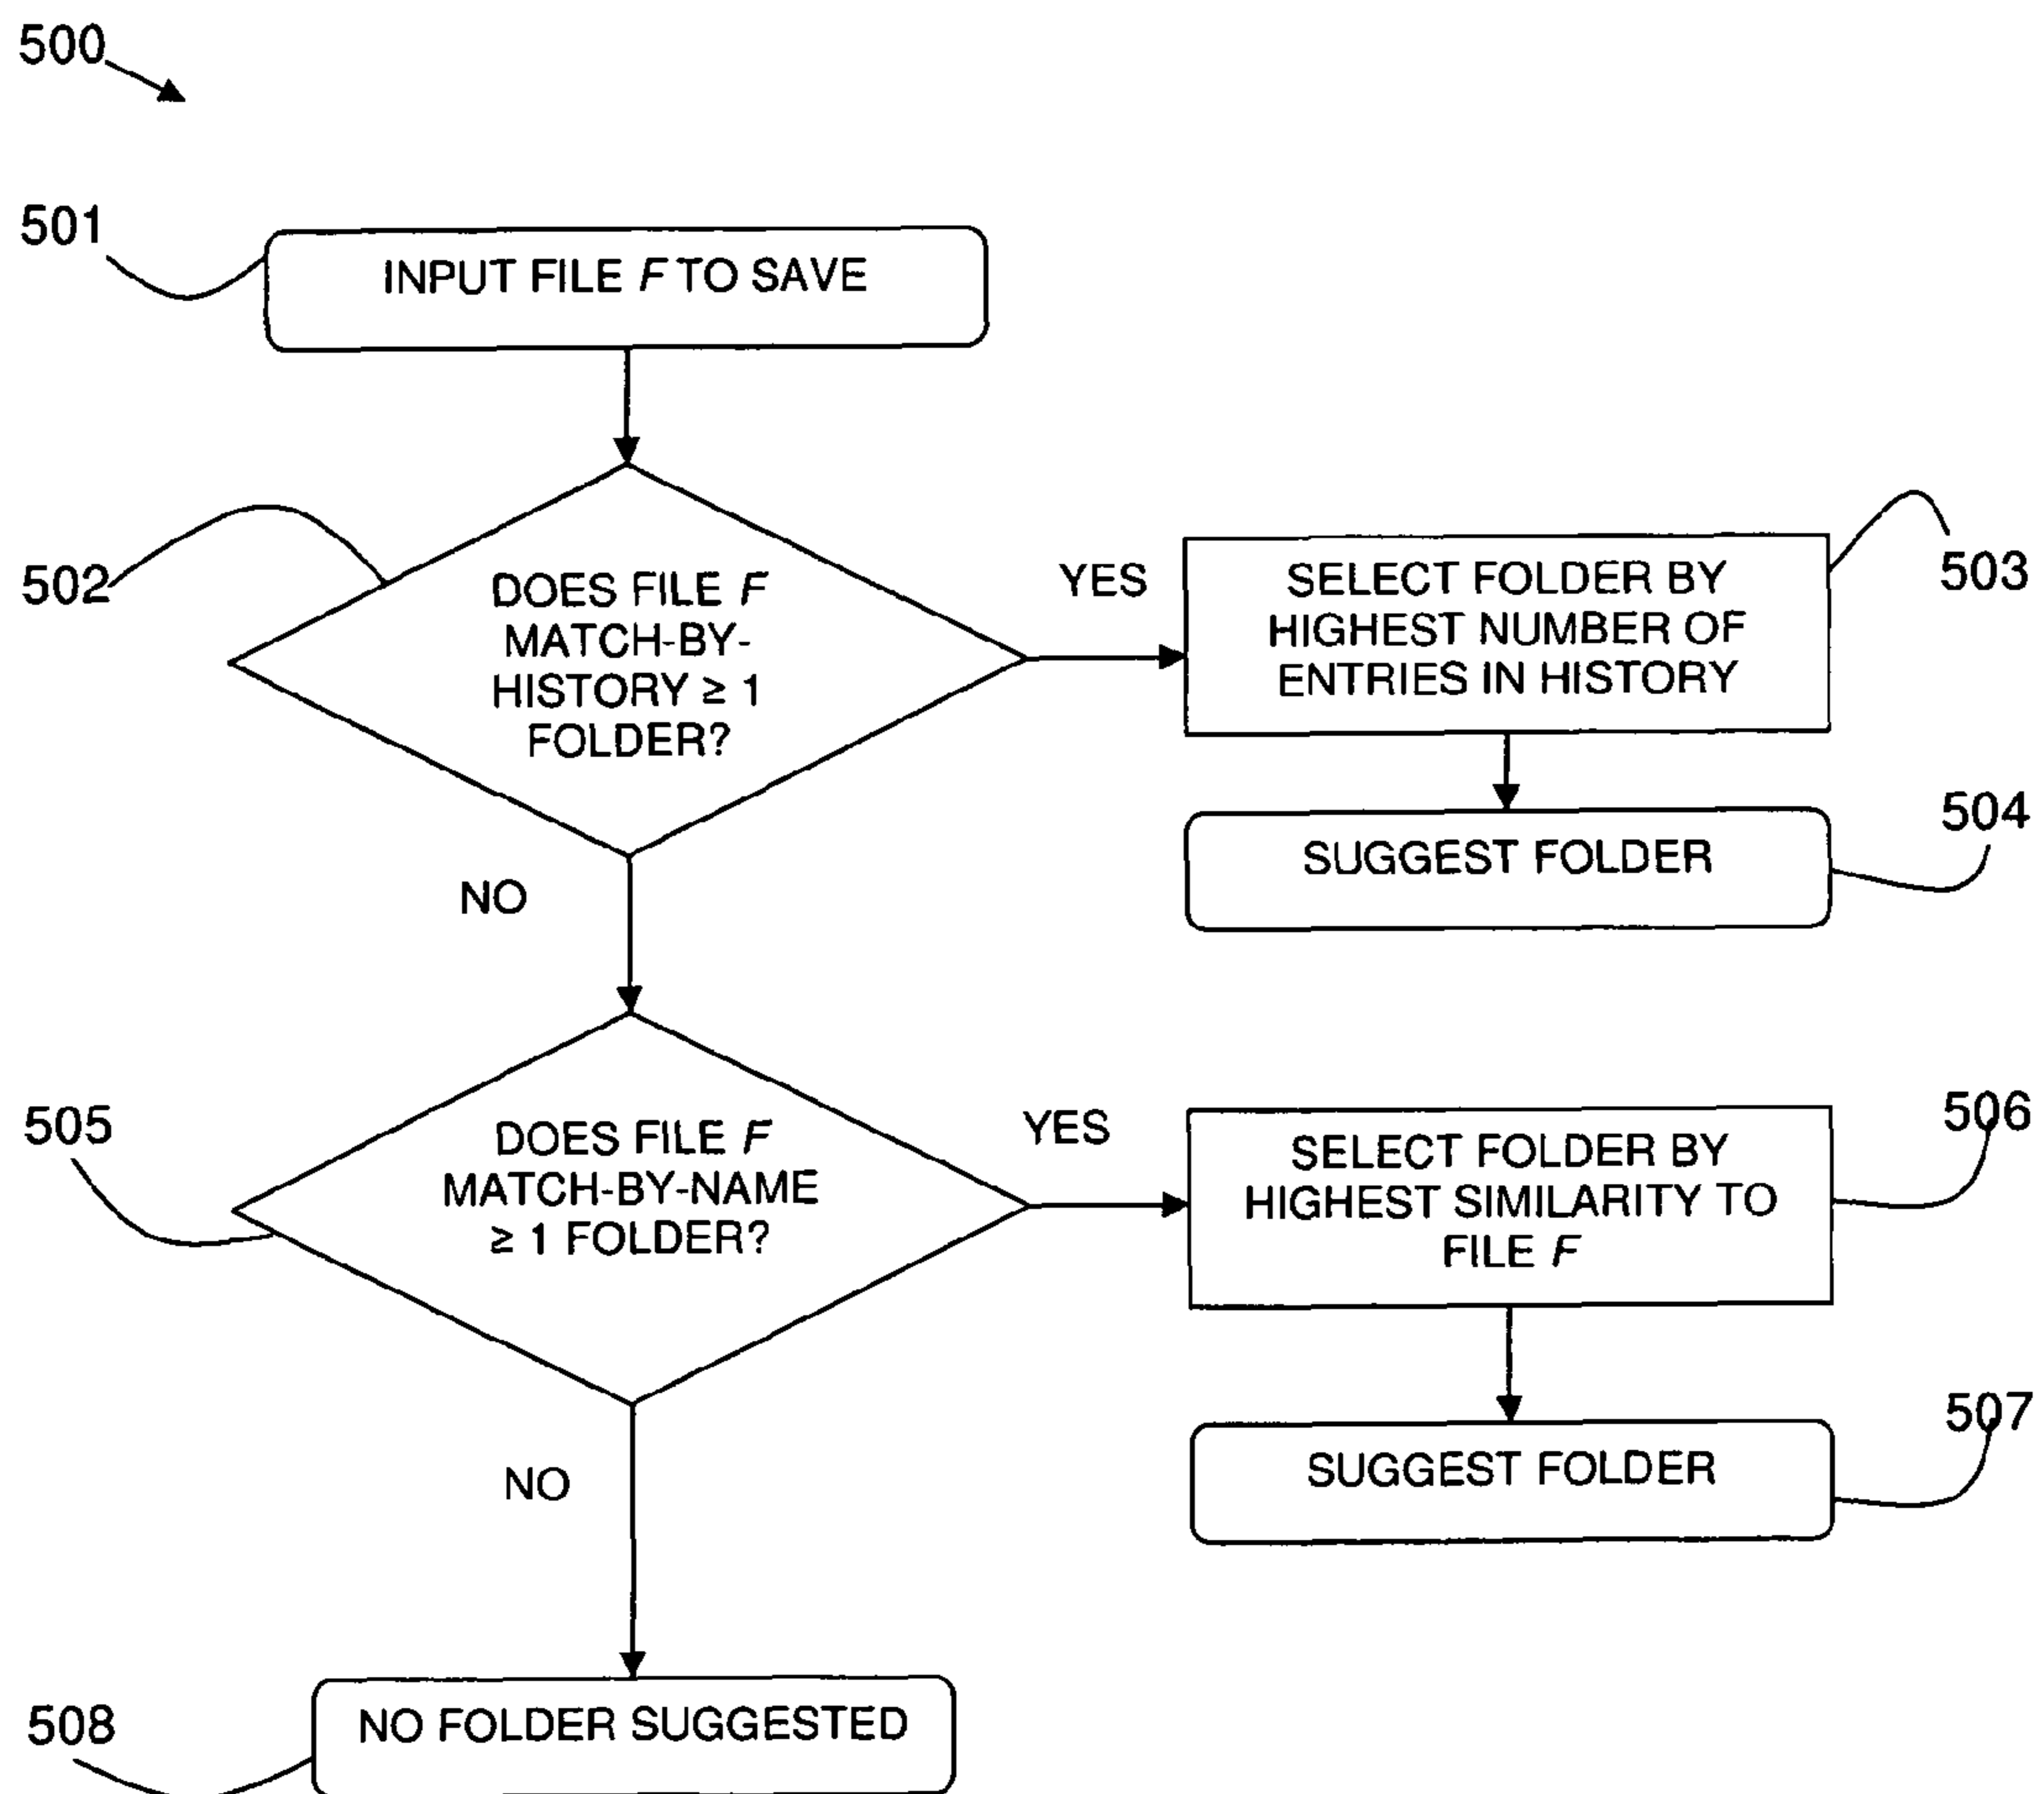 500
501
INPUT FILE F TO SAVE
502
DOES FILE F
MATCH-BY-
HISTORY ≥ 1
FOLDER?
YES
SELECT FOLDER BY
HIGHEST NUMBER OF
ENTRIES IN HISTORY
503
SUGGEST FOLDER
504
NO
505
DOES FILE F
MATCH-BY-NAME
≥ 1 FOLDER?
YES
SELECT FOLDER BY
HIGHEST SIMILARITY TO
FILE F
506
SUGGEST FOLDER
507
NO
508
NO FOLDER SUGGESTED